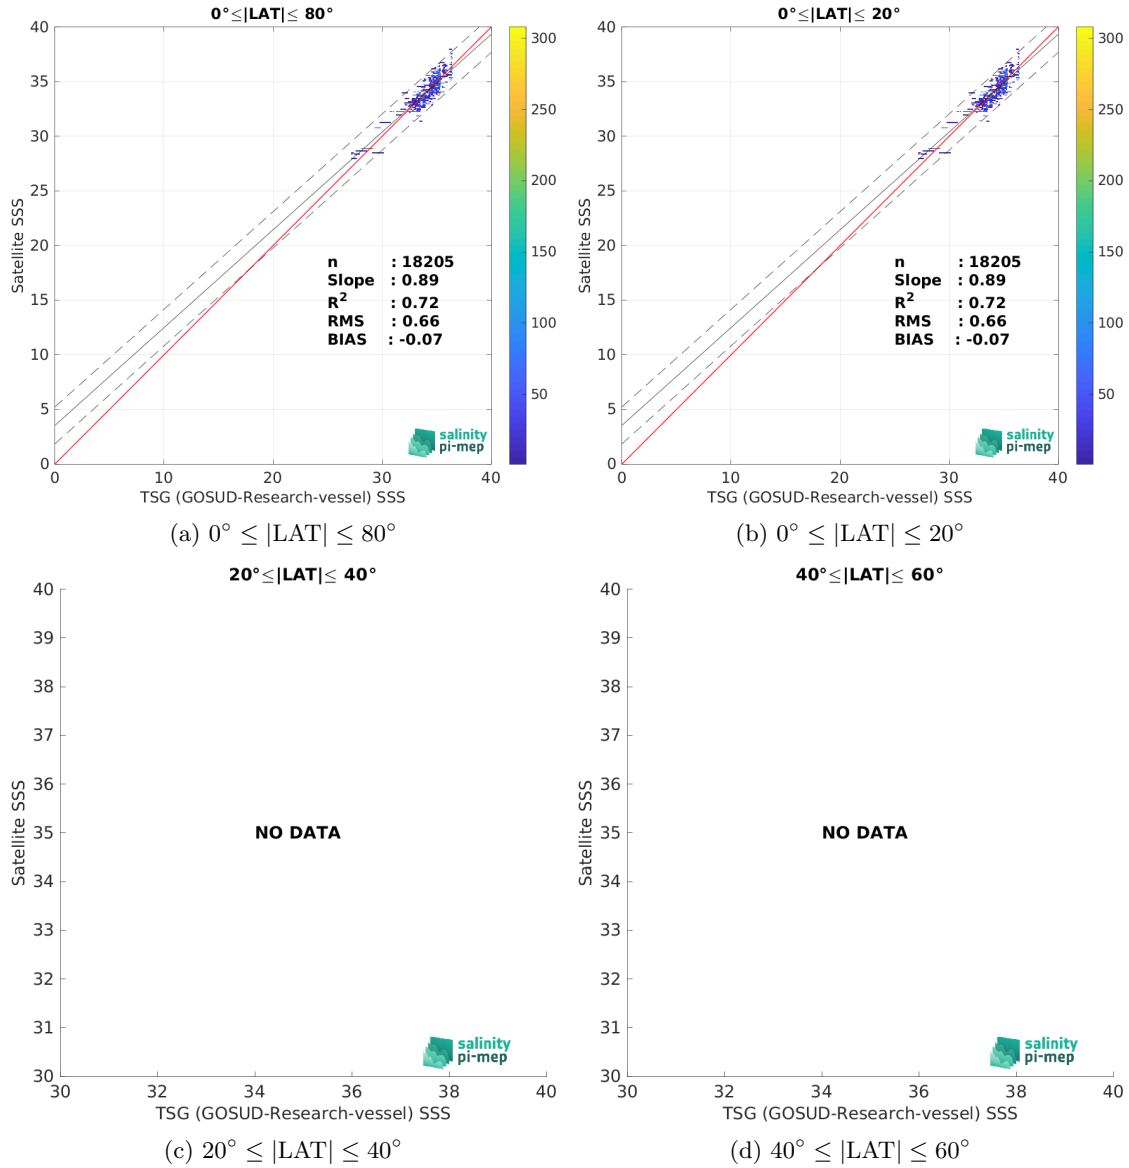 0°≤|LAT|≤ 80°
40
35
30
25
20
15
10
5
0
0
10
20
30
40
Satellite SSS
TSG (GOSUD-Research-vessel) SSS
n : 18205
Slope : 0.89
R² : 0.72
RMS : 0.66
BIAS : -0.07
salinity
pi-mep
300
250
200
150
100
50
(a) 0° ≤ |LAT| ≤ 80°
0°≤|LAT|≤ 20°
40
35
30
25
20
15
10
5
0
0
10
20
30
40
Satellite SSS
TSG (GOSUD-Research-vessel) SSS
n : 18205
Slope : 0.89
R² : 0.72
RMS : 0.66
BIAS : -0.07
salinity
pi-mep
300
250
200
150
100
50
(b) 0° ≤ |LAT| ≤ 20°
20°≤|LAT|≤ 40°
40
39
38
37
36
35
34
33
32
31
30
30
32
34
36
38
40
Satellite SSS
NO DATA
salinity
pi-mep
TSG (GOSUD-Research-vessel) SSS
(c) 20° ≤ |LAT| ≤ 40°
40°≤|LAT|≤ 60°
40
39
38
37
36
35
34
33
32
31
30
30
32
34
36
38
40
Satellite SSS
NO DATA
salinity
pi-mep
TSG (GOSUD-Research-vessel) SSS
(d) 40° ≤ |LAT| ≤ 60°